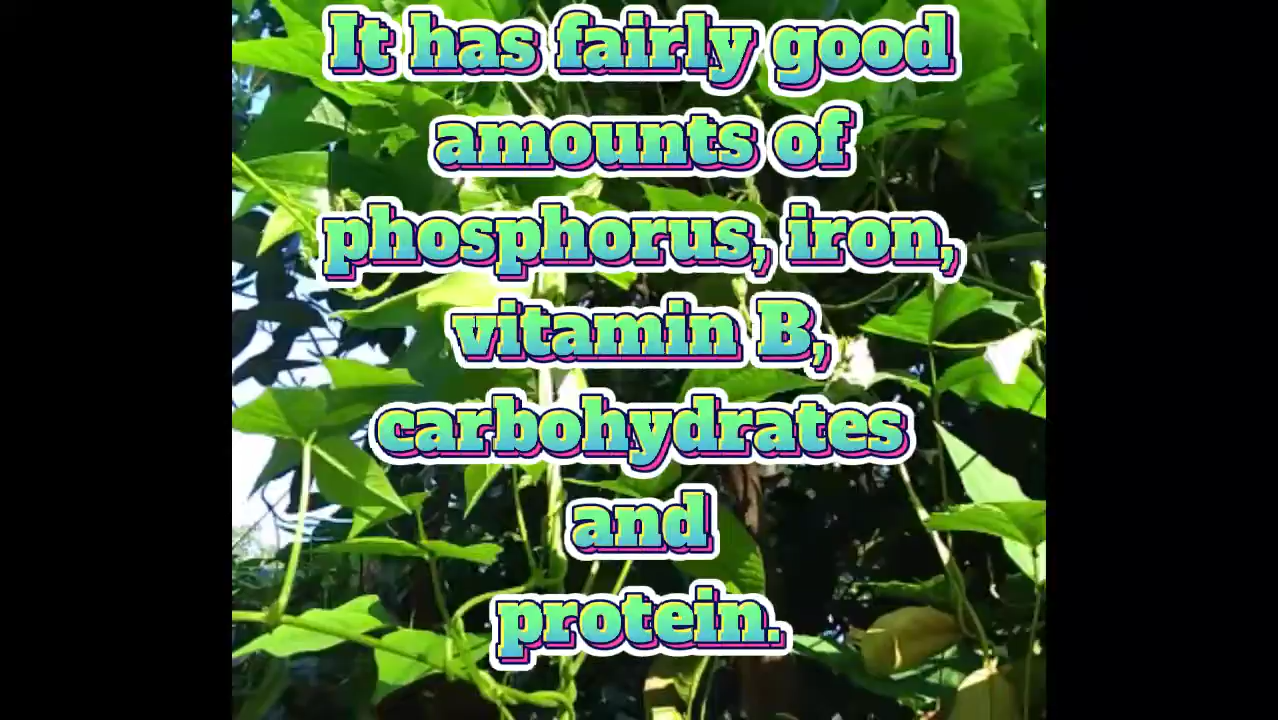 It has fairly good
amounts of
phosphorus, iron,
vitamin B,
carbohydrates
and
protein.